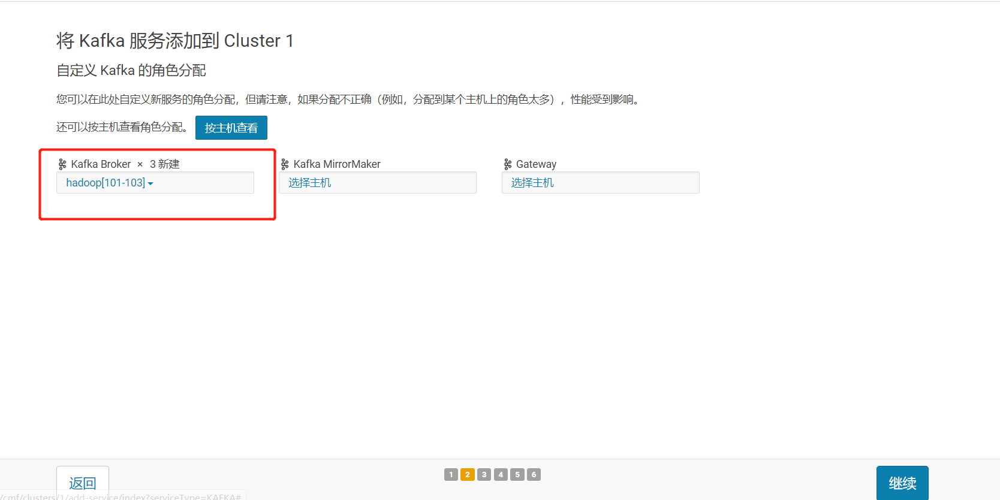 将 Kafka 服务添加到 Cluster 1
自定义 Kafka 的角色分配
您可以在此处自定义新服务的角色分配，但请注意，如果分配不正确（例如，分配到某个主机上的角色太多），性能受到影响。
还可以按主机查看角色分配。 按主机查看
Kafka Broker × 3 新建 Kafka MirrorMaker Gateway
hadoop[101-103] 选择主机 选择主机
1 2 3 4 5 6
返回 继续
/cmf/clusters/1/add-service/index?serviceType=KAFKA#